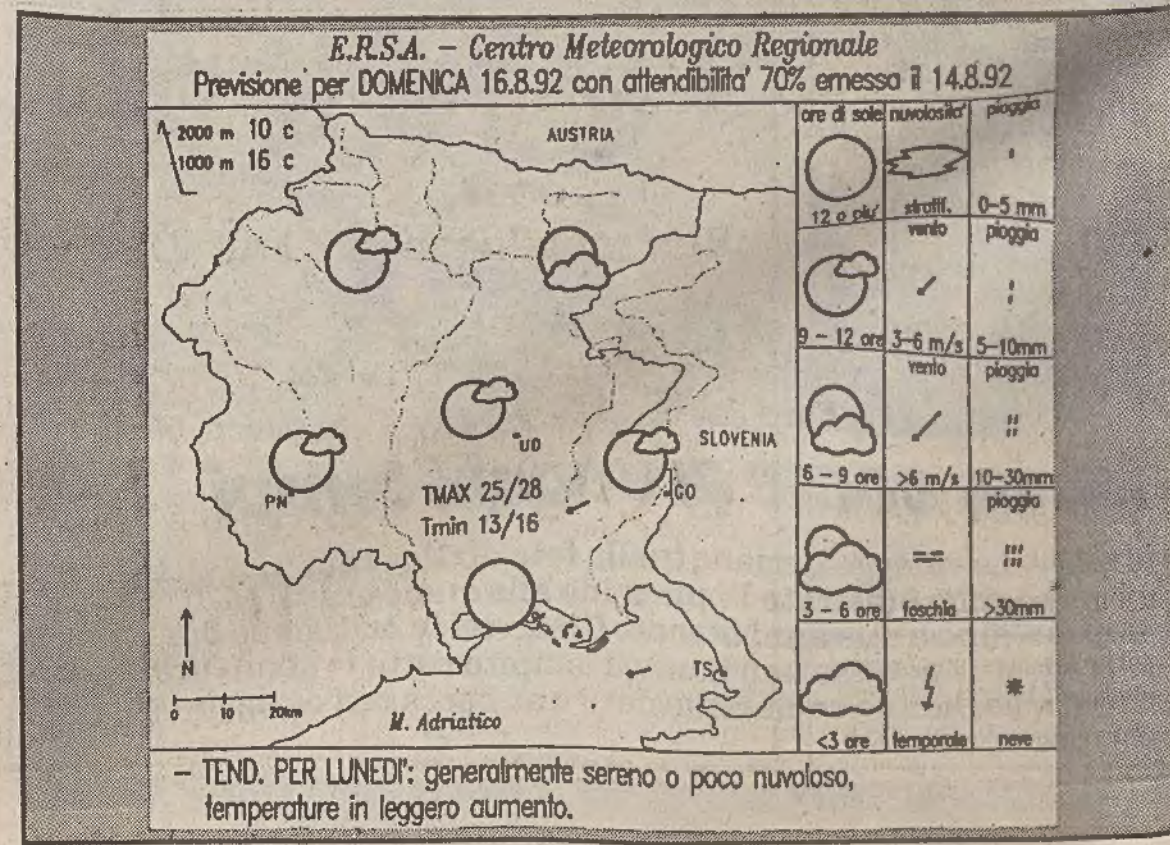 E.R.S.A. – Centro Meteorologico Regionale
Previsione per DOMENICA 16.8.92 con attendibilita' 70% emessa il 14.8.92
2000 m 10 c
1000 m 16 c
AUSTRIA
SLOVENIA
UD
PN
GO
TMAX 25/28
Tmin 13/16
TS
N
0 10 20km
M. Adriatico
ore di sole nuvolosita' pioggia
12 o piu' stratif. 0–5 mm
vento pioggia
9 – 12 ore 3–6 m/s 5–10mm
vento pioggia
6 – 9 ore >6 m/s 10–30mm
pioggia
3 – 6 ore foschia >30mm
<3 ore temporale neve
– TEND. PER LUNEDI': generalmente sereno o poco nuvoloso,
temperature in leggero aumento.